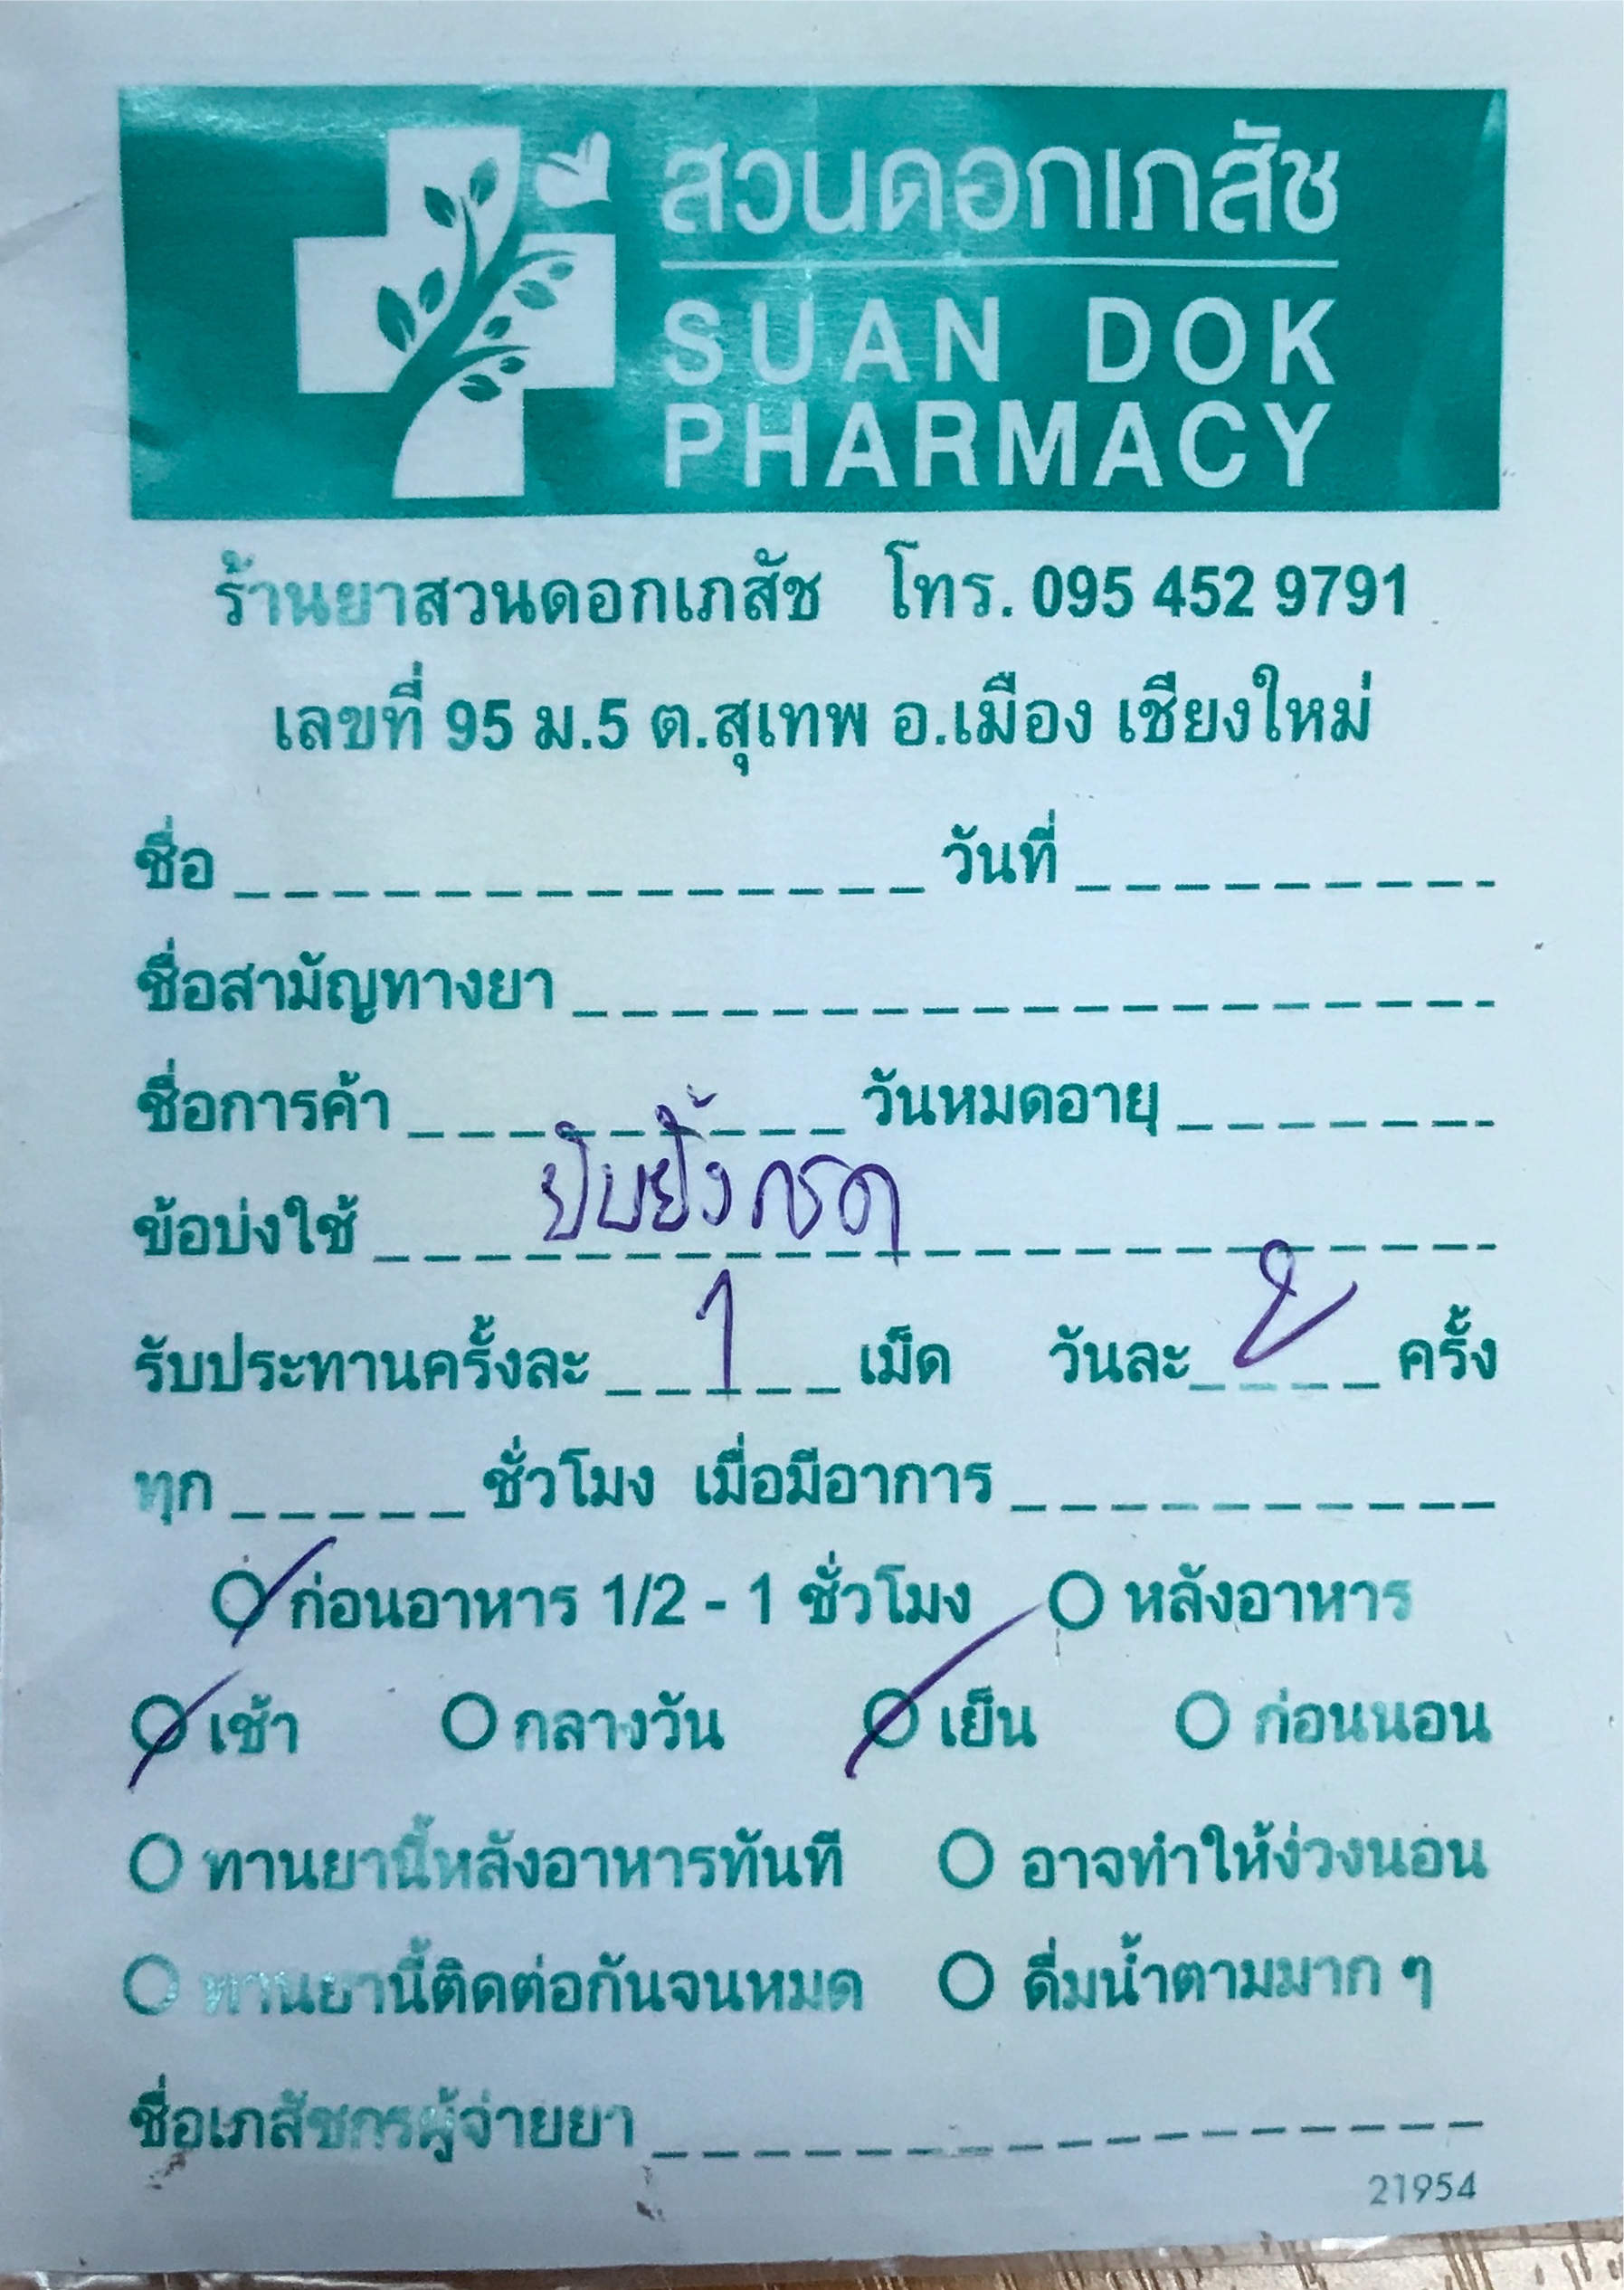 สวนดอกเภสัช
SUAN DOK
PHARMACY
ร้านยาสวนดอกเภสัช โทร. 095 452 9791
เลขที่ 95 ม.5 ต.สุเทพ อ.เมือง เชียงใหม่
ชื่อ _ _ _ _ _ _ _ _ _ _ _ _ _ _ วันที่ _ _ _ _ _ _ _ _ _
ชื่อสามัญทางยา _ _ _ _ _ _ _ _ _ _ _ _ _ _ _ _ _ _ _
ชื่อการค้า _ _ _ _ _ _ _ _ _ วันหมดอายุ _ _ _ _ _ _ _
ข้อบ่งใช้ ยับยั้งกรด
รับประทานครั้งละ 1 เม็ด วันละ 2 ครั้ง
ทุก _ _ _ _ _ ชั่วโมง เมื่อมีอาการ _ _ _ _ _ _ _ _ _ _
ก่อนอาหาร 1/2 - 1 ชั่วโมง หลังอาหาร
เช้า กลางวัน เย็น ก่อนนอน
ทานยานี้หลังอาหารทันที อาจทำให้ง่วงนอน
ทานยานี้ติดต่อกันจนหมด ดื่มน้ำตามมาก ๆ
ชื่อเภสัชกรผู้จ่ายยา _ _ _ _ _ _ _ _ _ _ _ _ _ _ _ _ _
21954